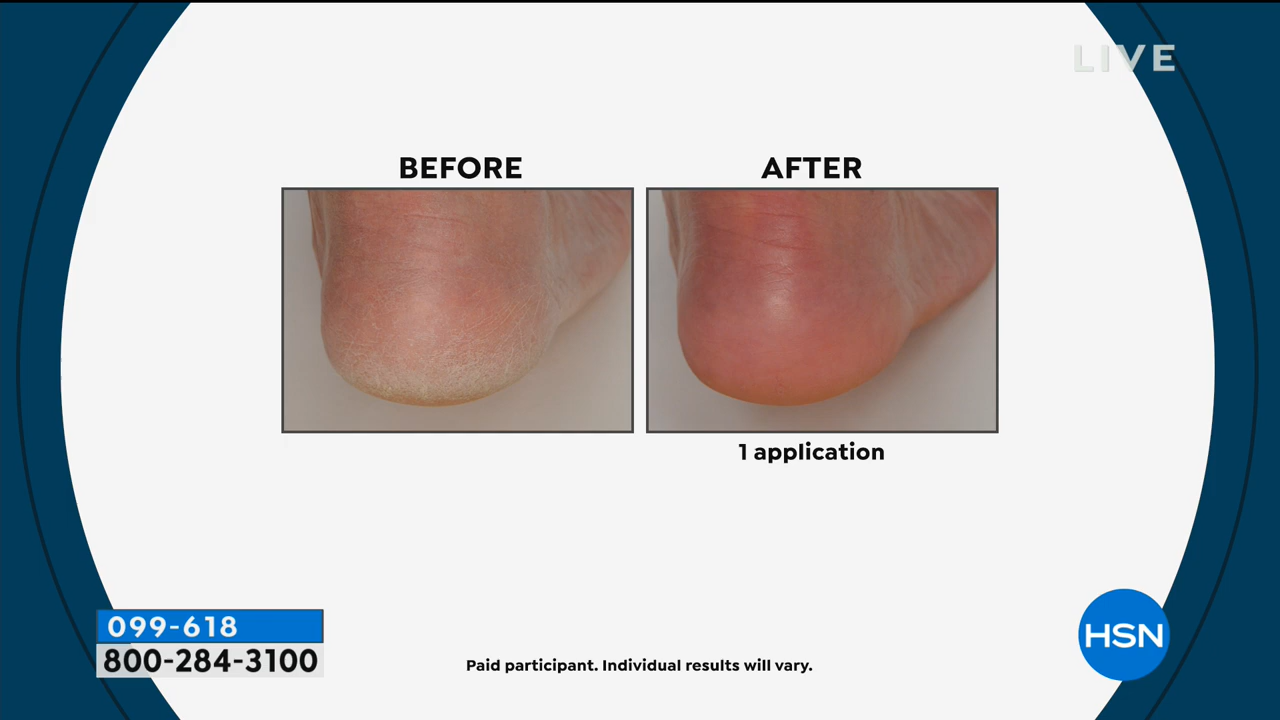 LIVE
BEFORE
AFTER
1 application
099-618
800-284-3100
Paid participant. Individual results will vary.
HSN